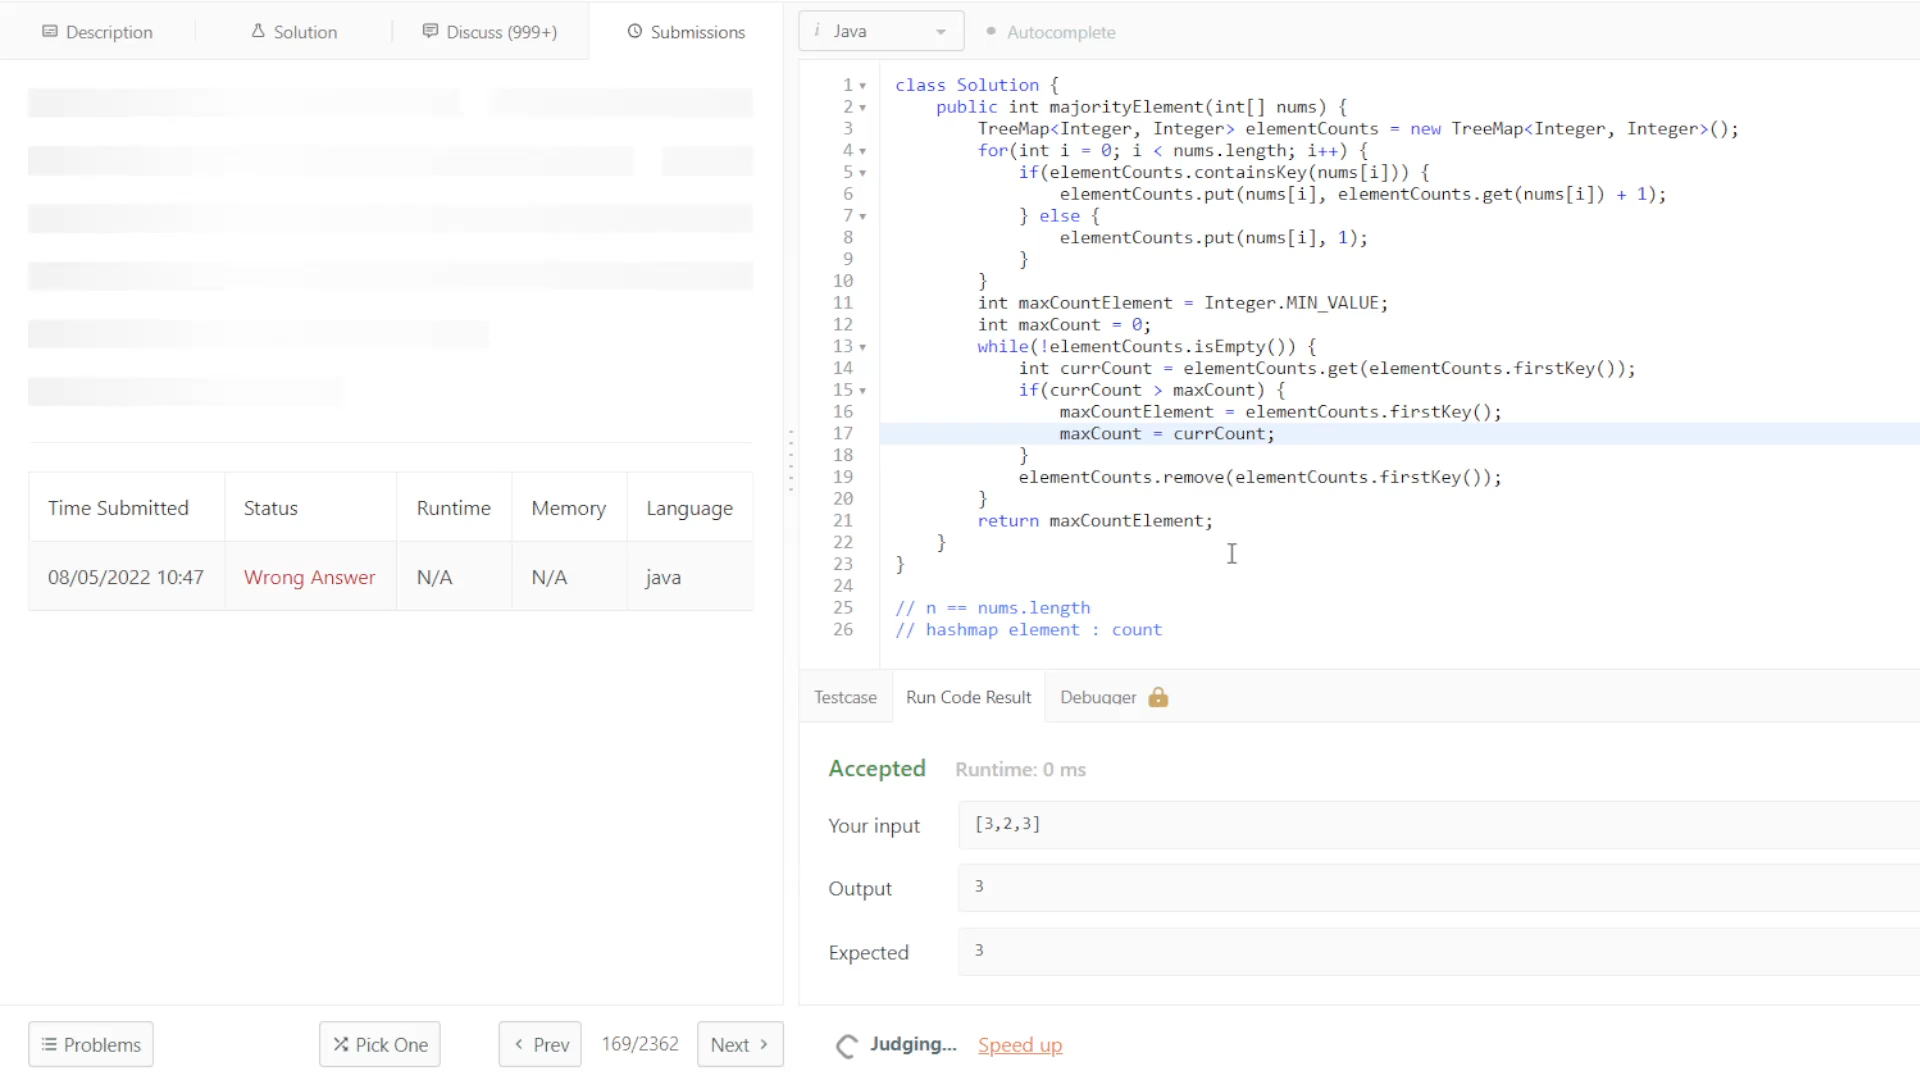 Description
Solution
Discuss (999+)
Submissions
i Java
Autocomplete
1 class Solution {
2     public int majorityElement(int[] nums) {
3         TreeMap<Integer, Integer> elementCounts = new TreeMap<Integer, Integer>();
4         for(int i = 0; i < nums.length; i++) {
5             if(elementCounts.containsKey(nums[i])) {
6                 elementCounts.put(nums[i], elementCounts.get(nums[i]) + 1);
7             } else {
8                 elementCounts.put(nums[i], 1);
9             }
10         }
11         int maxCountElement = Integer.MIN_VALUE;
12         int maxCount = 0;
13         while(!elementCounts.isEmpty()) {
14             int currCount = elementCounts.get(elementCounts.firstKey());
15             if(currCount > maxCount) {
16                 maxCountElement = elementCounts.firstKey();
17                 maxCount = currCount;
18             }
19             elementCounts.remove(elementCounts.firstKey());
20         }
21         return maxCountElement;
22     }
23 }
24
25 // n == nums.length
26 // hashmap element : count
Time Submitted Status Runtime Memory Language
08/05/2022 10:47 Wrong Answer N/A N/A java
Testcase
Run Code Result
Debugger
Accepted Runtime: 0 ms
Your input [3,2,3]
Output 3
Expected 3
Problems
Pick One
Prev
169/2362
Next
Judging...
Speed up